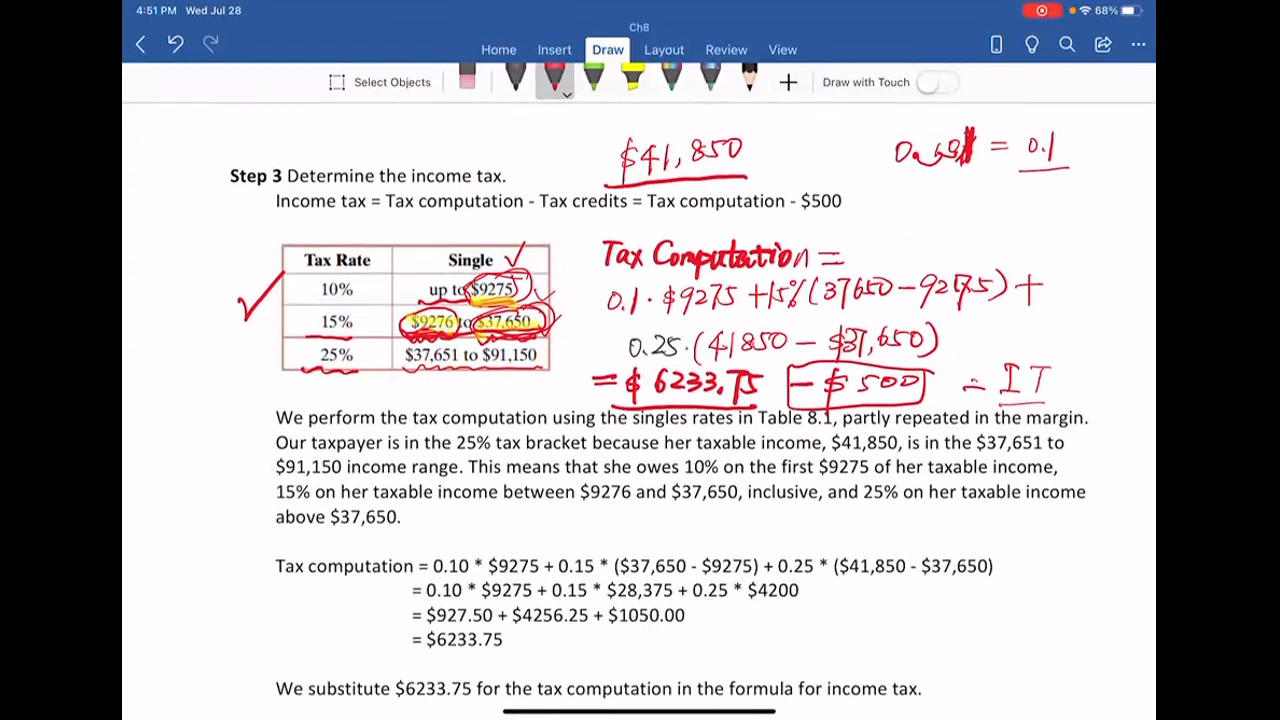 4:51 PM Wed Jul 28
68%
Ch8
Home Insert Draw Layout Review View
Select Objects
Draw with Touch
$41,850
= 0.1
Step 3 Determine the income tax.
Income tax = Tax computation - Tax credits = Tax computation - $500
Tax Rate Single
10% up to $9275
15% $9276 to $37,650
25% $37,651 to $91,150
Tax Computation =
0.1 · $9275 + 15% (37650 - 9275) +
0.25 · (41850 - $37,650)
= $6233.75 - $500 = IT
We perform the tax computation using the singles rates in Table 8.1, partly repeated in the margin.
Our taxpayer is in the 25% tax bracket because her taxable income, $41,850, is in the $37,651 to
$91,150 income range. This means that she owes 10% on the first $9275 of her taxable income,
15% on her taxable income between $9276 and $37,650, inclusive, and 25% on her taxable income
above $37,650.
Tax computation = 0.10 * $9275 + 0.15 * ($37,650 - $9275) + 0.25 * ($41,850 - $37,650)
= 0.10 * $9275 + 0.15 * $28,375 + 0.25 * $4200
= $927.50 + $4256.25 + $1050.00
= $6233.75
We substitute $6233.75 for the tax computation in the formula for income tax.